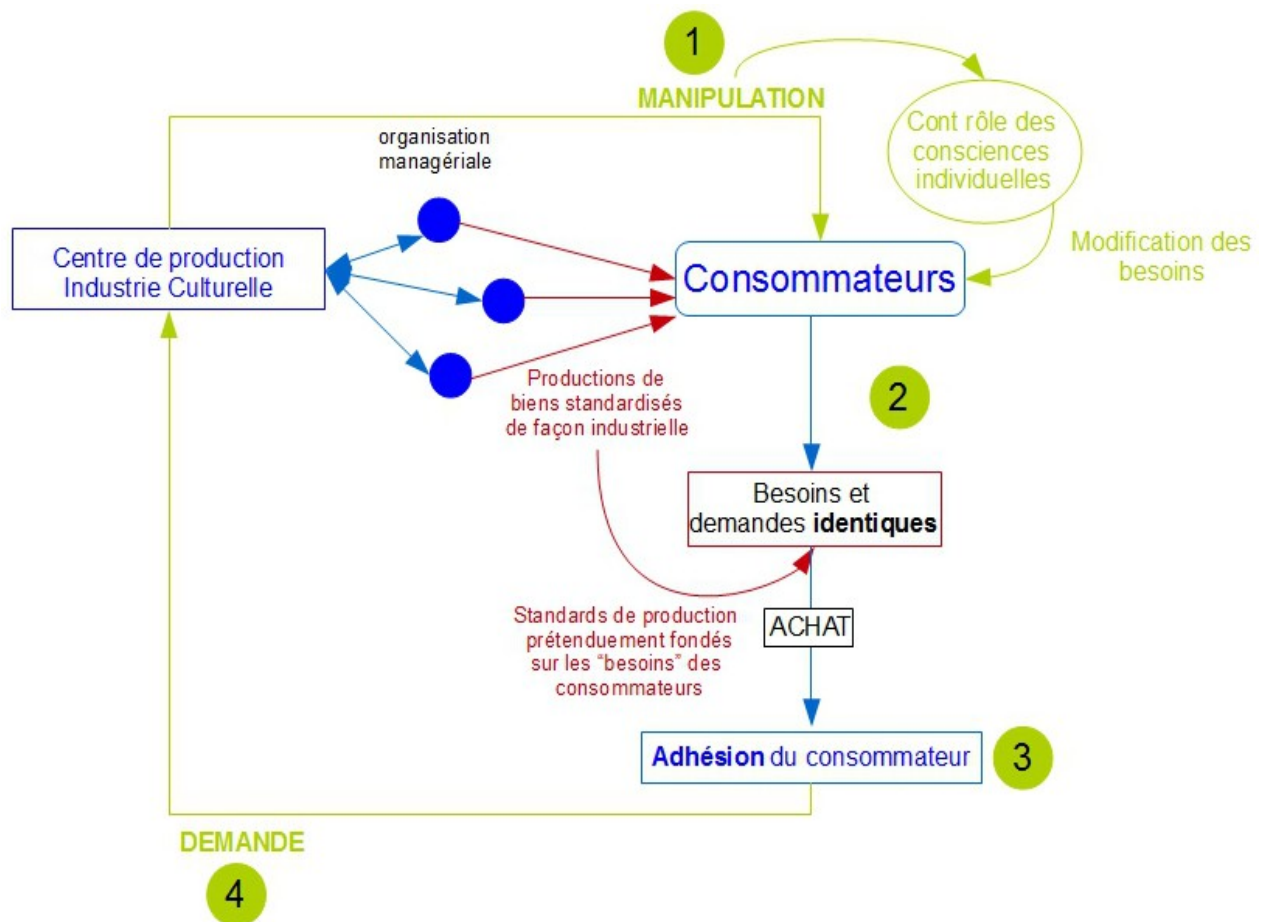 1
MANIPULATION
Cont rôle des
consciences
individuelles
Modification des
besoins
organisation
managériale
Centre de production
Industrie Culturelle
Consommateurs
Productions de
biens standardisés
de façon industrielle
2
Besoins et
demandes identiques
Standards de production
prétenduement fondés
sur les "besoins" des
consommateurs
ACHAT
Adhésion du consommateur
3
DEMANDE
4